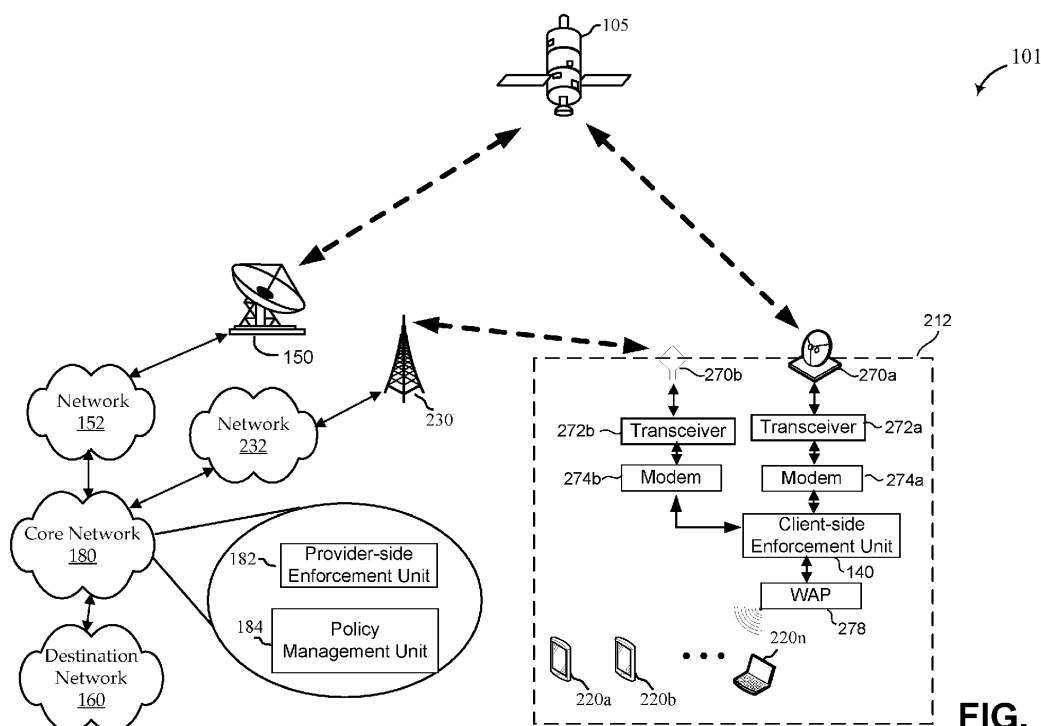 105
101
150
230
212
270b
270a
Network
152
Network
232
272b
Transceiver
Transceiver
272a
274b
Modem
Modem
274a
Core Network
180
182
Provider-side
Enforcement Unit
184
Policy
Management Unit
Client-side
Enforcement Unit
140
WAP
278
Destination
Network
160
220a
220b
220n
FIG.